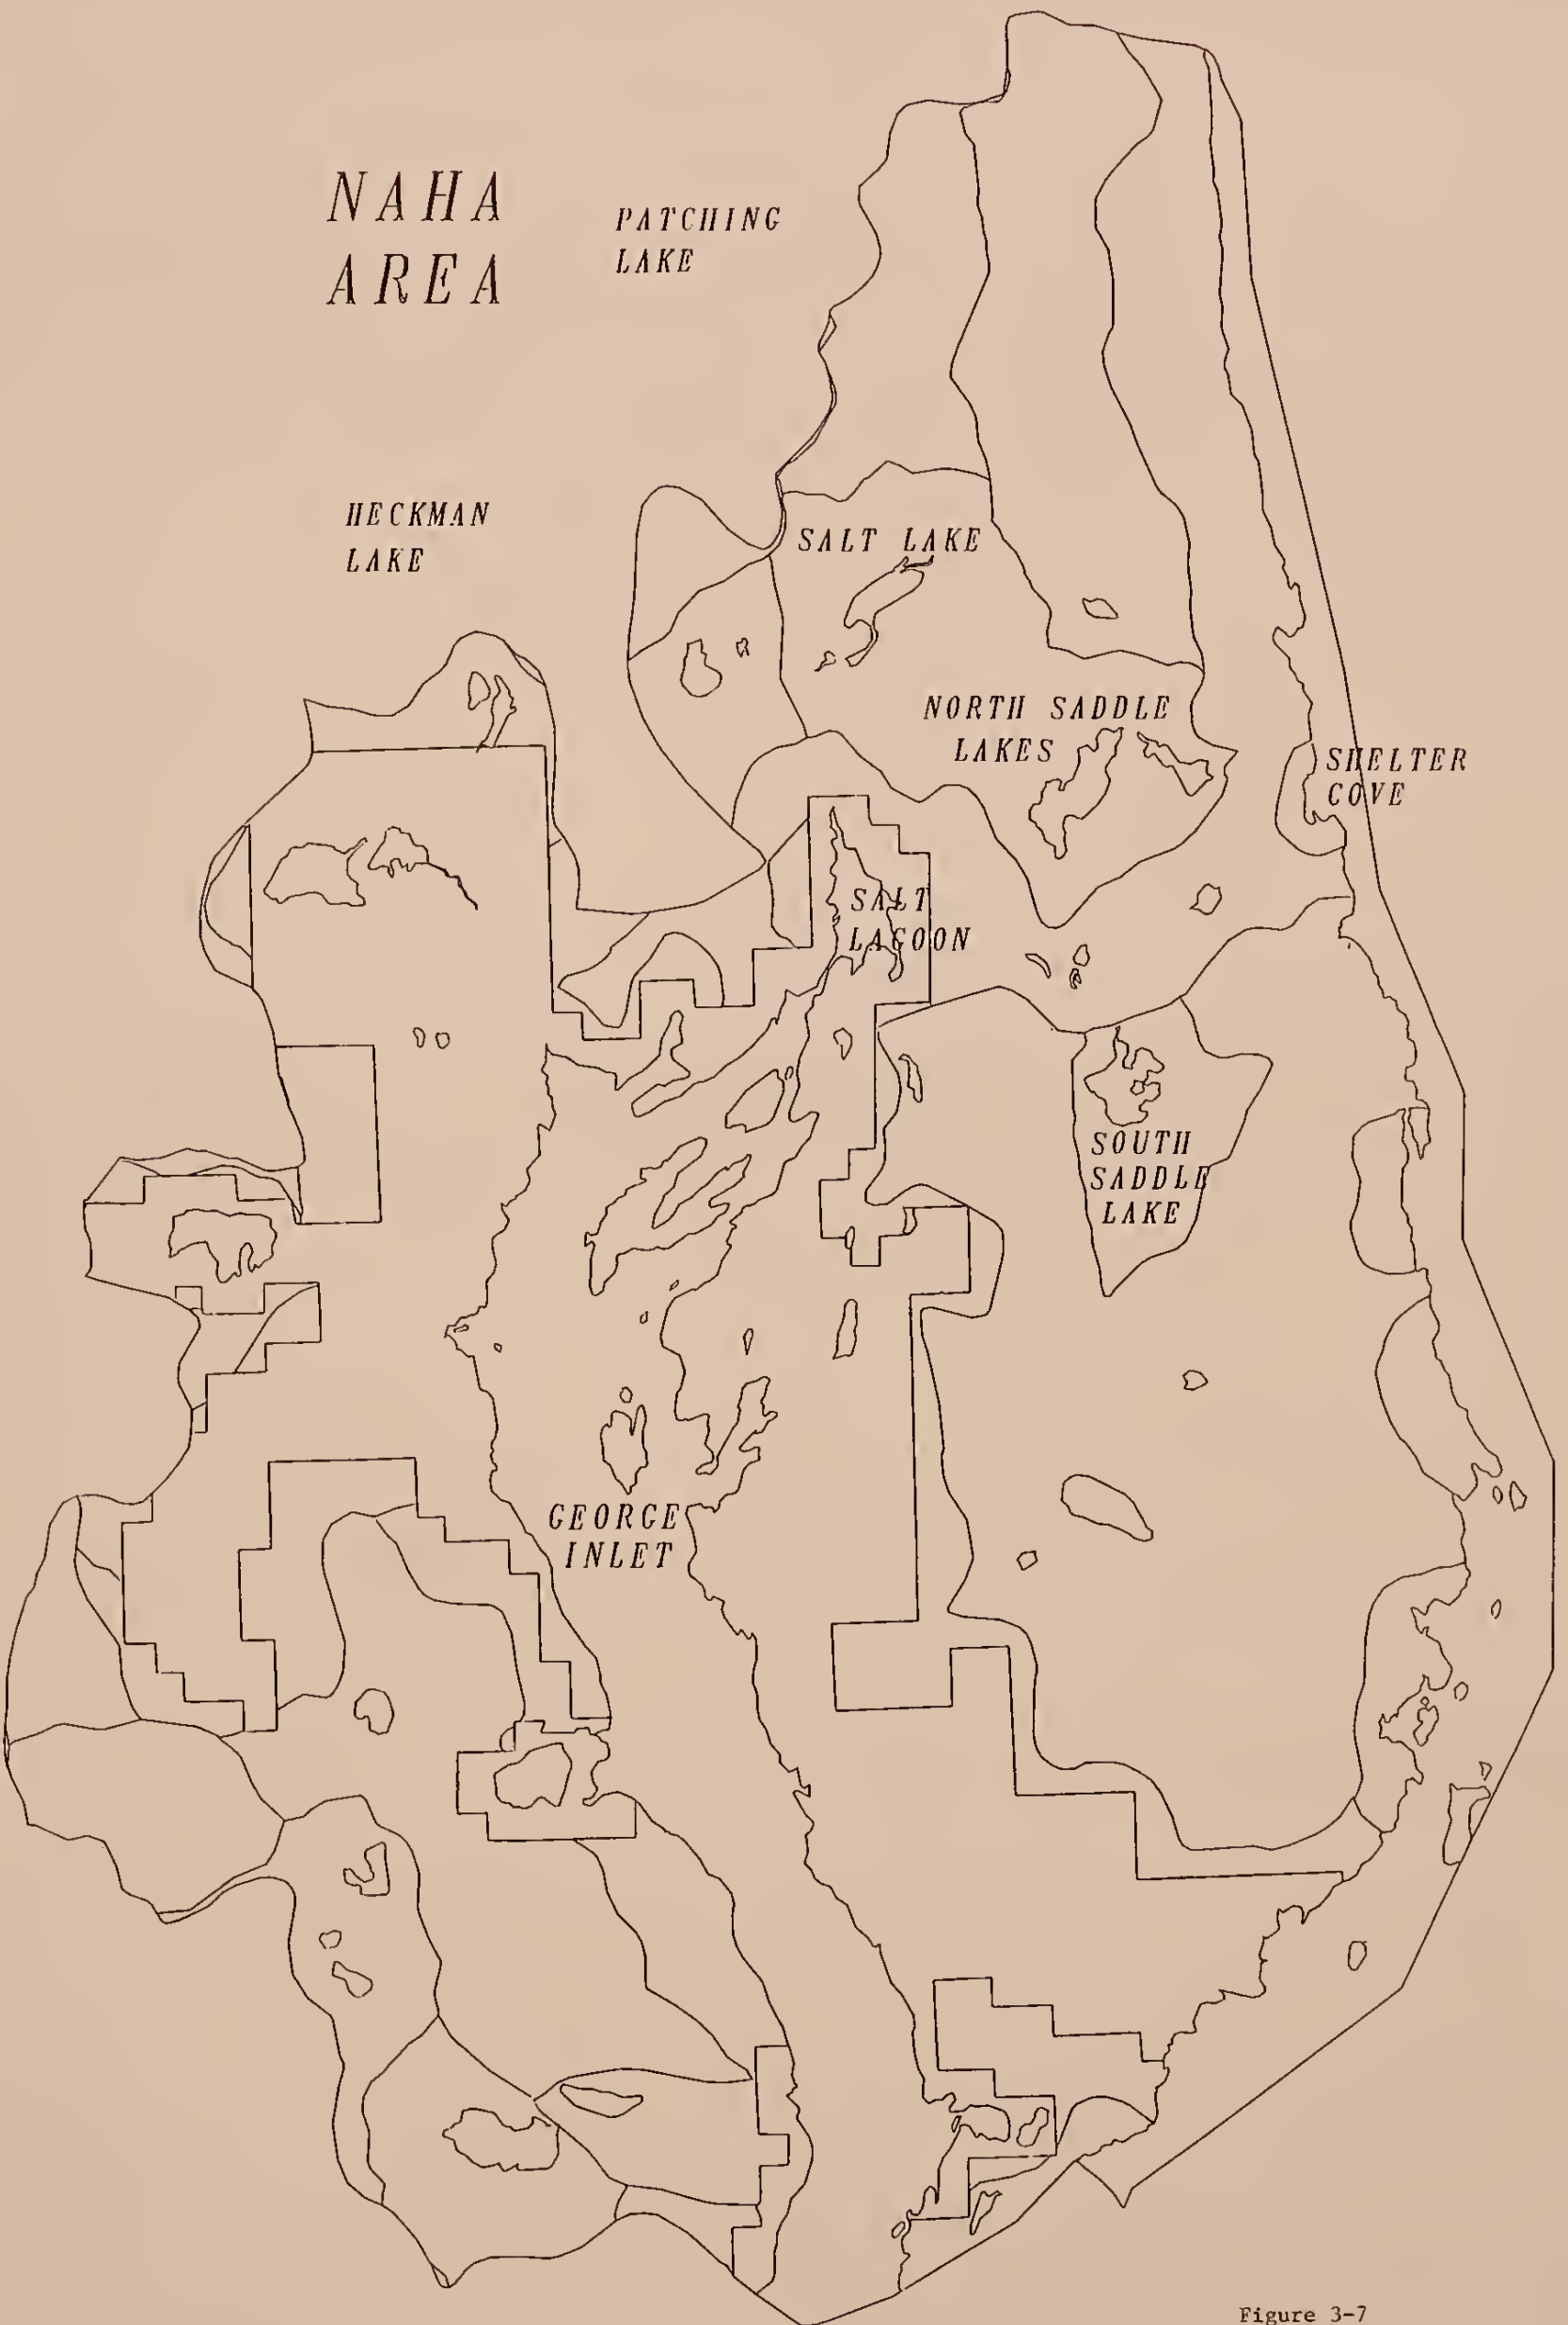 NAHA
AREA
PATCHING
LAKE
HECKMAN
LAKE
SALT LAKE
NORTH SADDLE
LAKES
SHELTER
COVE
SALT
LAGOON
SOUTH
SADDLE
LAKE
GEORGE
INLET
Figure 3-7